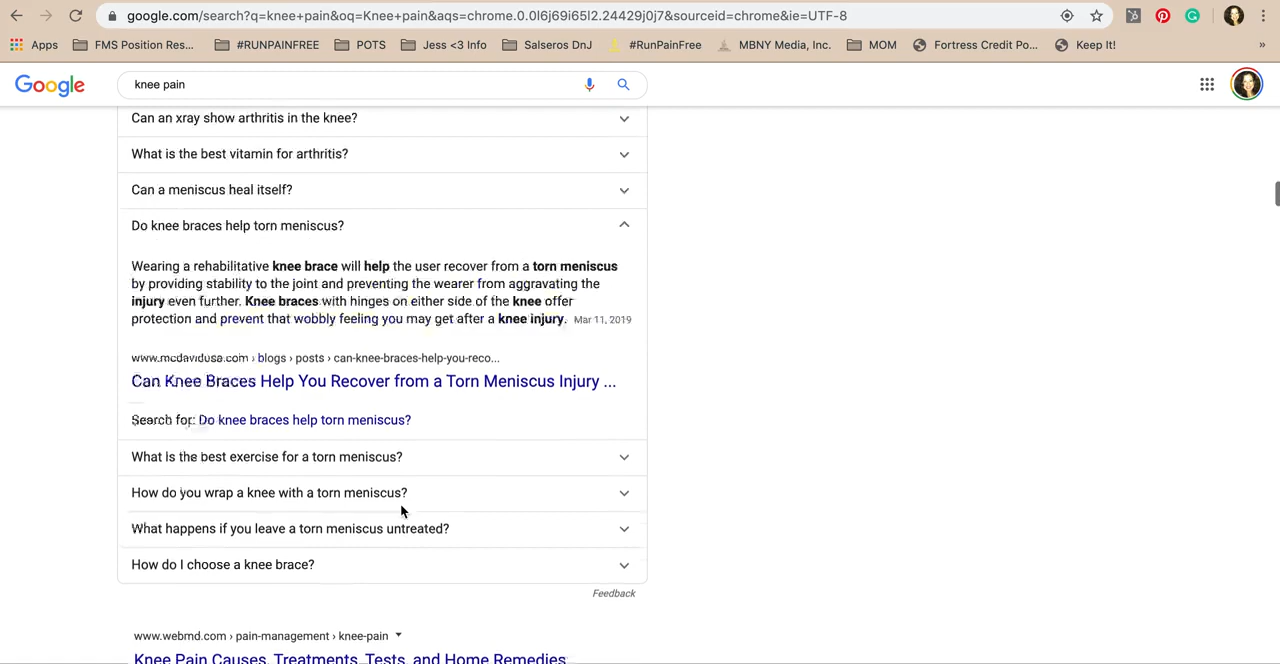 google.com/search?q=knee+pain&oq=Knee+pain&aqs=chrome.0.0l6j69i65l2.24429j0j7&sourceid=chrome&ie=UTF-8
Apps FMS Position Res... #RUNPAINFREE POTS Jess <3 Info Salseros DnJ #RunPainFree MBNY Media, Inc. MOM Fortress Credit Po... Keep It! »
Google knee pain
Can an xray show arthritis in the knee?
What is the best vitamin for arthritis?
Can a meniscus heal itself?
Do knee braces help torn meniscus?
Wearing a rehabilitative knee brace will help the user recover from a torn meniscus
by providing stability to the joint and preventing the wearer from aggravating the
injury even further. Knee braces with hinges on either side of the knee offer
protection and prevent that wobbly feeling you may get after a knee injury. Mar 11, 2019
www.mcdavidusa.com › blogs › posts › can-knee-braces-help-you-reco...
Can Knee Braces Help You Recover from a Torn Meniscus Injury ...
Search for: Do knee braces help torn meniscus?
What is the best exercise for a torn meniscus?
How do you wrap a knee with a torn meniscus?
What happens if you leave a torn meniscus untreated?
How do I choose a knee brace?
Feedback
www.webmd.com › pain-management › knee-pain
Knee Pain Causes, Treatments, Tests, and Home Remedies